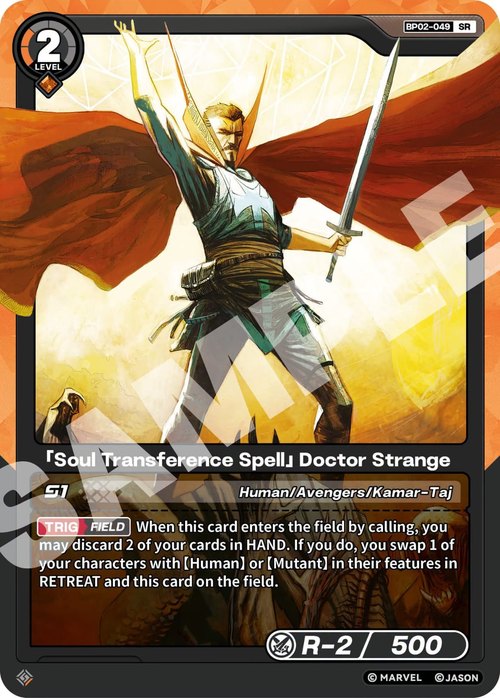 2
LEVEL
BP02-049 SR
SAMPLE
「Soul Transference Spell」 Doctor Strange
S1
Human/Avengers/Kamar-Taj
TRIG FIELD When this card enters the field by calling, you
may discard 2 of your cards in HAND. If you do, you swap 1 of
your characters with 【Human】 or 【Mutant】 in their features in
RETREAT and this card on the field.
R-2 / 500
© MARVEL ©JASON